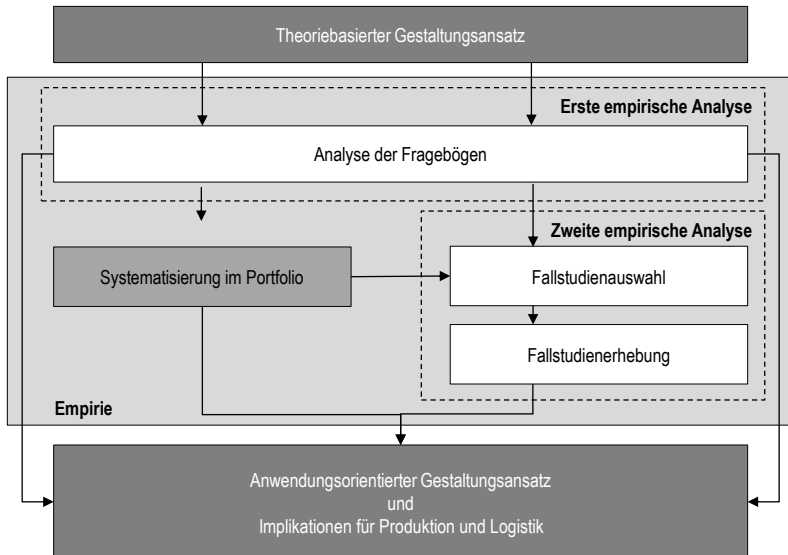 Theoriebasierter Gestaltungsansatz
Erste empirische Analyse
Analyse der Fragebögen
Zweite empirische Analyse
Systematisierung im Portfolio
Fallstudienauswahl
Fallstudienerhebung
Empirie
Anwendungsorientierter Gestaltungsansatz
und
Implikationen für Produktion und Logistik